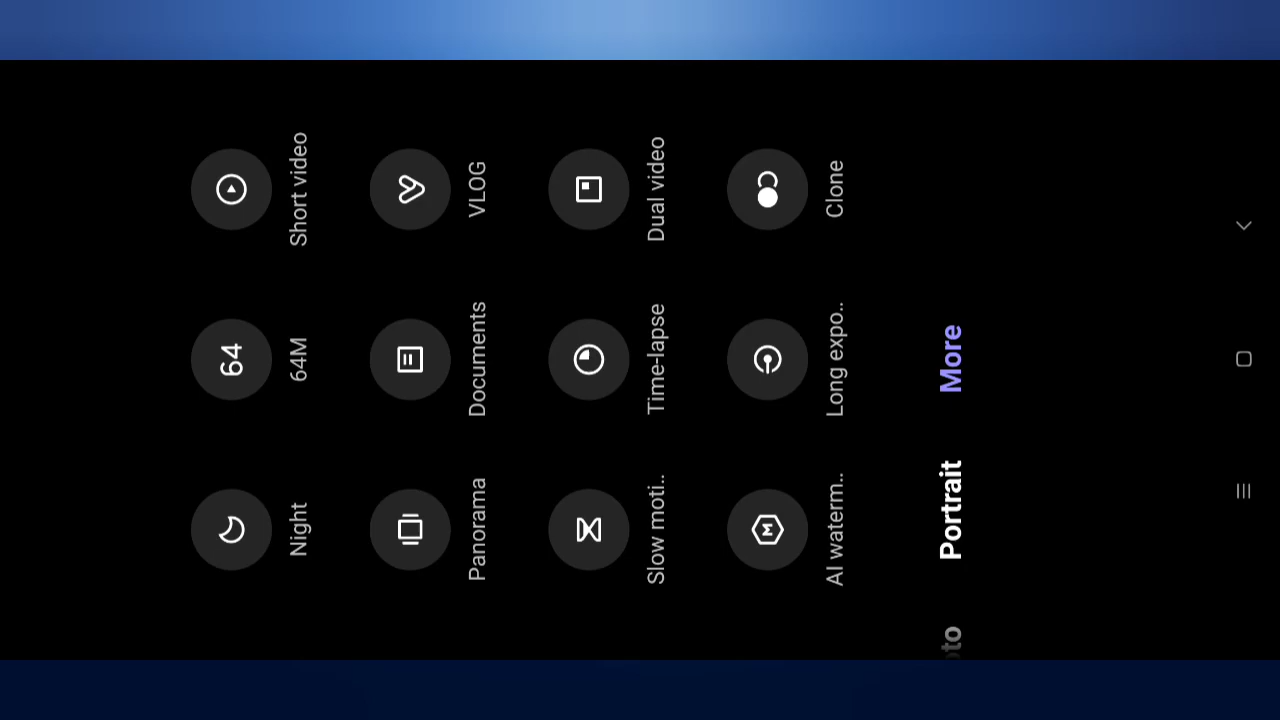 64
Night 64M Short video
Panorama Documents VLOG
Slow moti.. Time-lapse Dual video
M
AI waterm.. Long expo.. Clone
to Portrait More